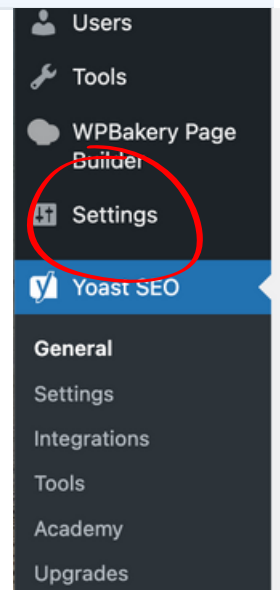 Users
Tools
WPBakery Page
Builder
Settings
Yoast SEO
General
Settings
Integrations
Tools
Academy
Upgrades